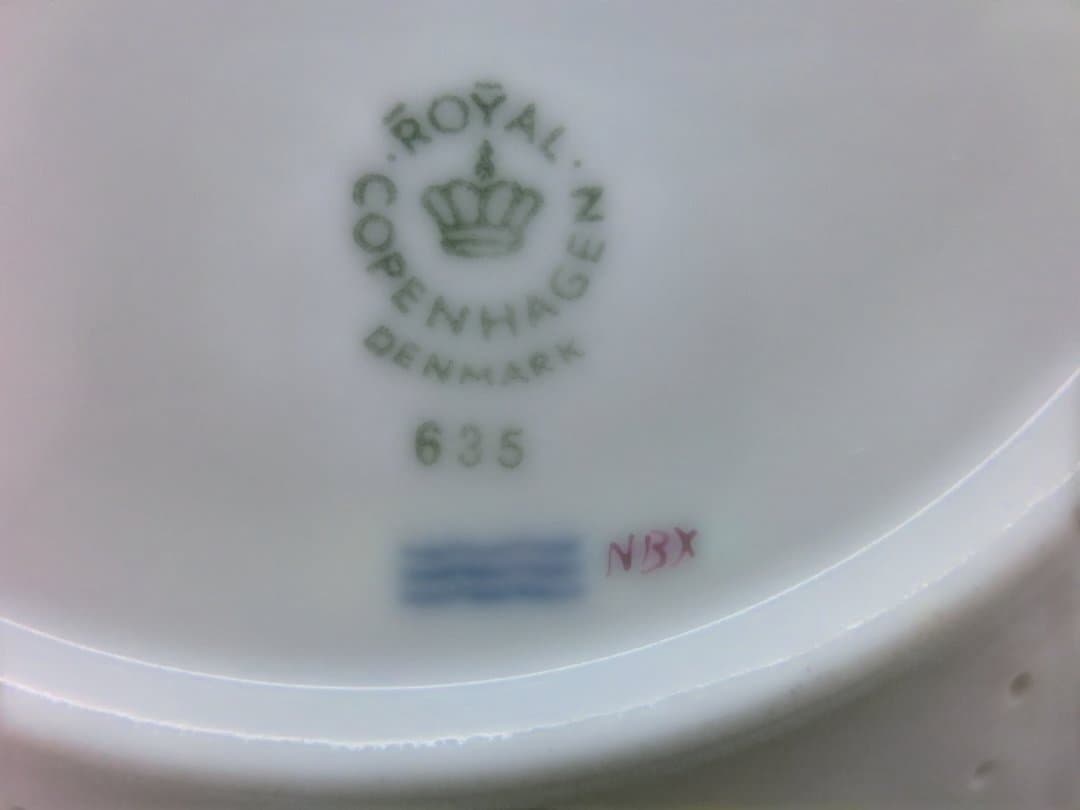 ROYAL
COPENHAGEN
DENMARK
635
NBX